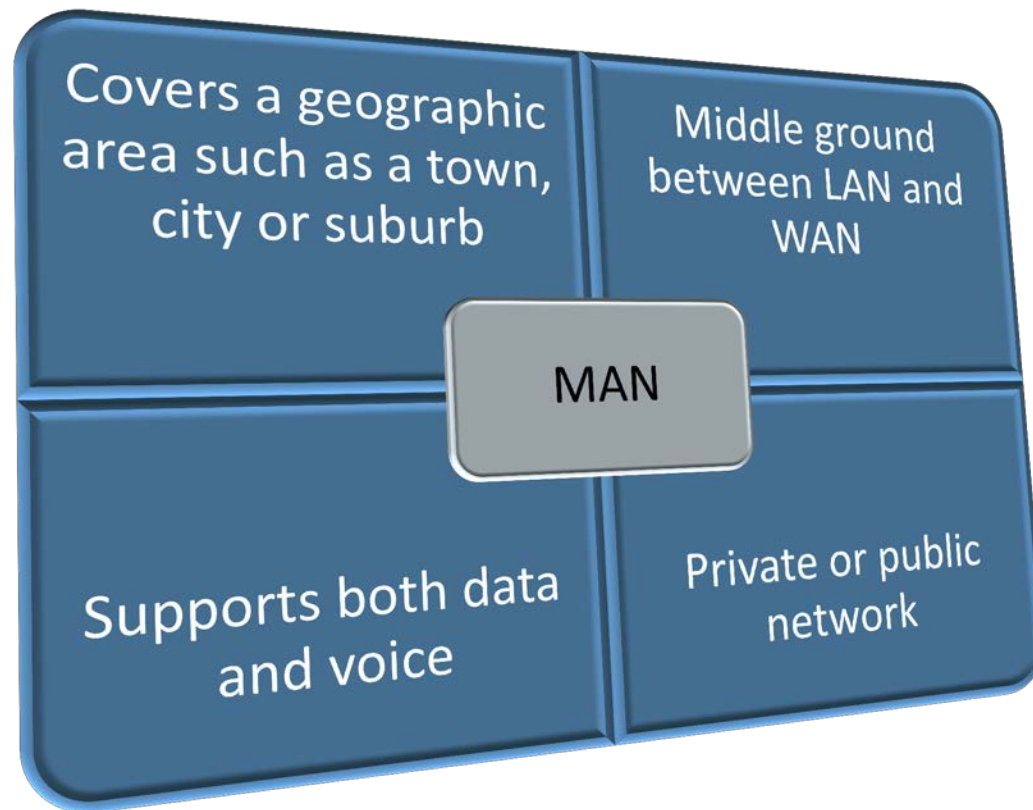 Covers a geographic
area such as a town,
city or suburb
Middle ground
between LAN and
WAN
MAN
Supports both data
and voice
Private or public
network